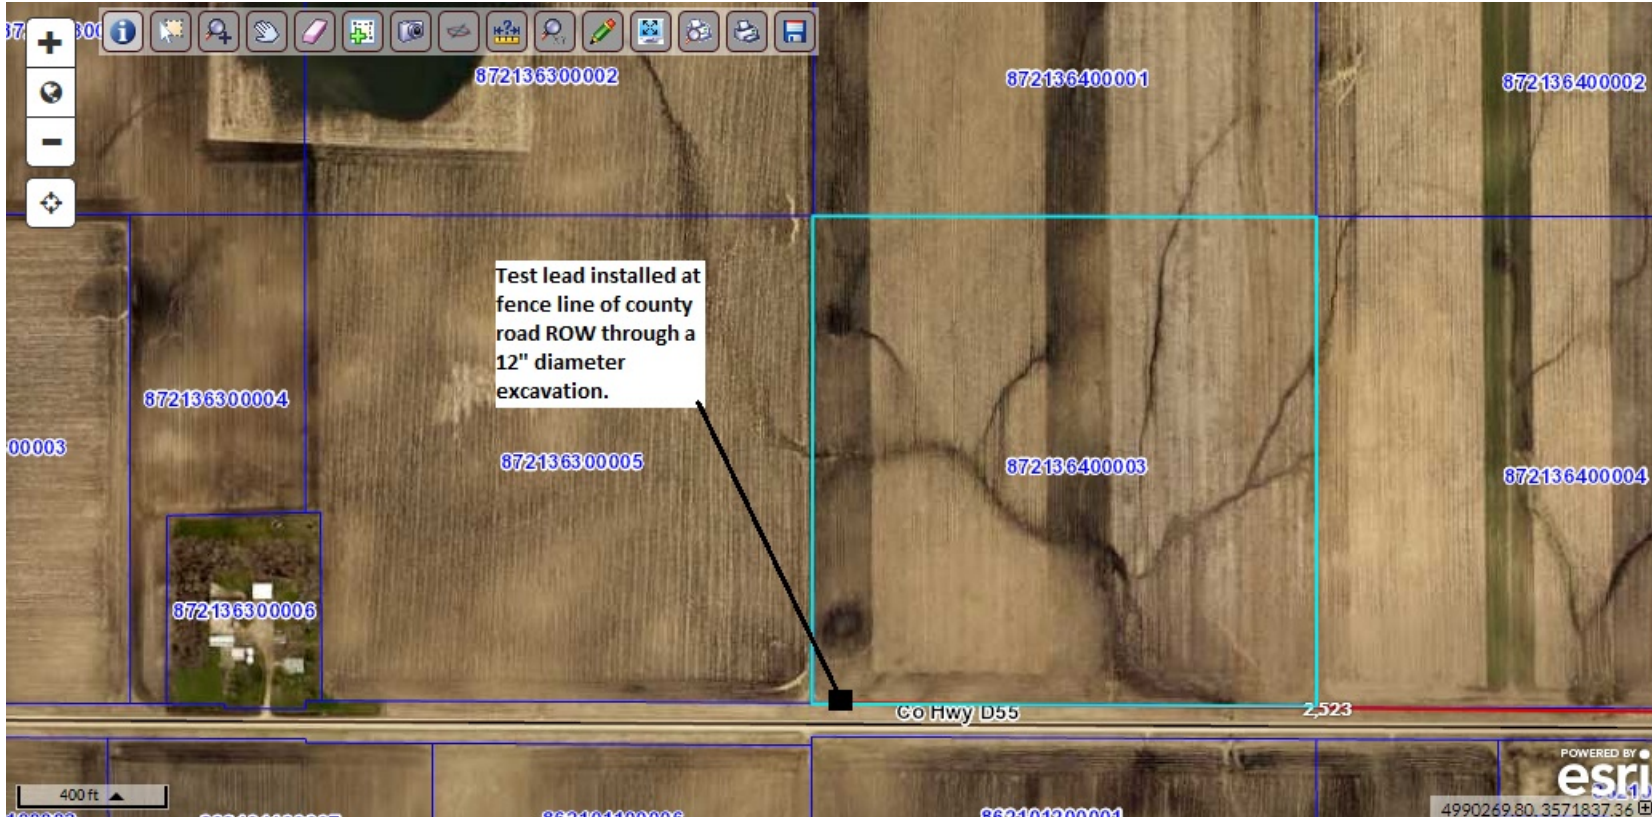 872136300002
872136400001
872136400002
Test lead installed at
fence line of county
road ROW through a
12" diameter
excavation.
872136300004
00003
872136300005
872136400003
872136400004
872136300006
Co Hwy D55
2,523
POWERED BY
esri
400 ft
4990269.80, 3571837.36